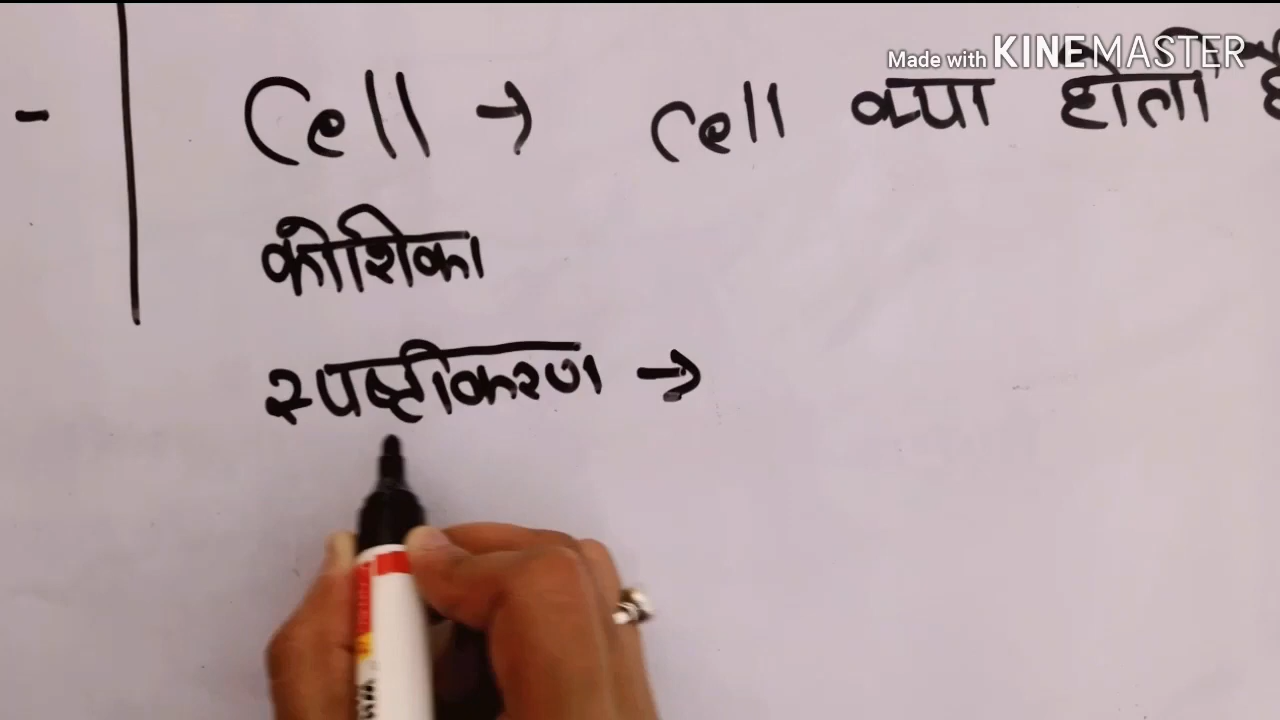 Made with KINEMASTER
- Cell → Cell क्या होता
कोशिका
स्पष्टीकरण →